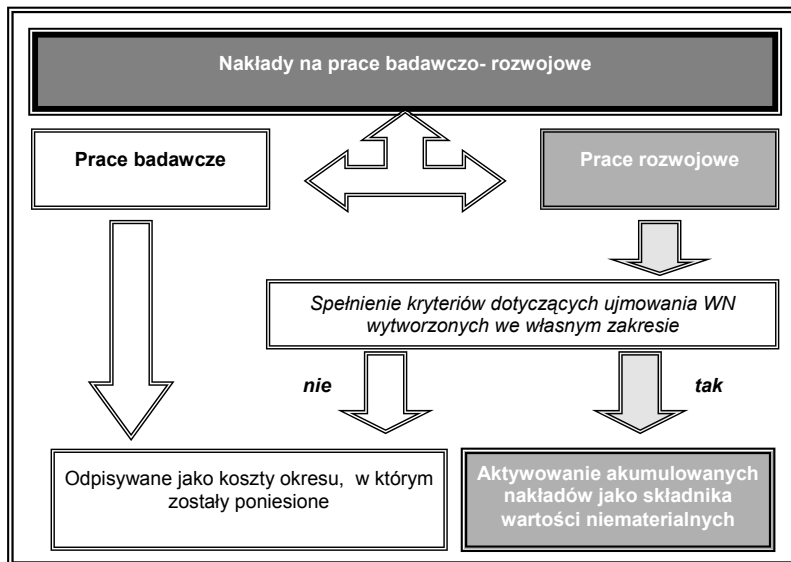 Nakłady na prace badawczo- rozwojowe
Prace badawcze
Prace rozwojowe
Spełnienie kryteriów dotyczących ujmowania WN
wytworzonych we własnym zakresie
nie
tak
Odpisywane jako koszty okresu, w którym
zostały poniesione
Aktywowanie akumulowanych
nakładów jako składnika
wartości niematerialnych